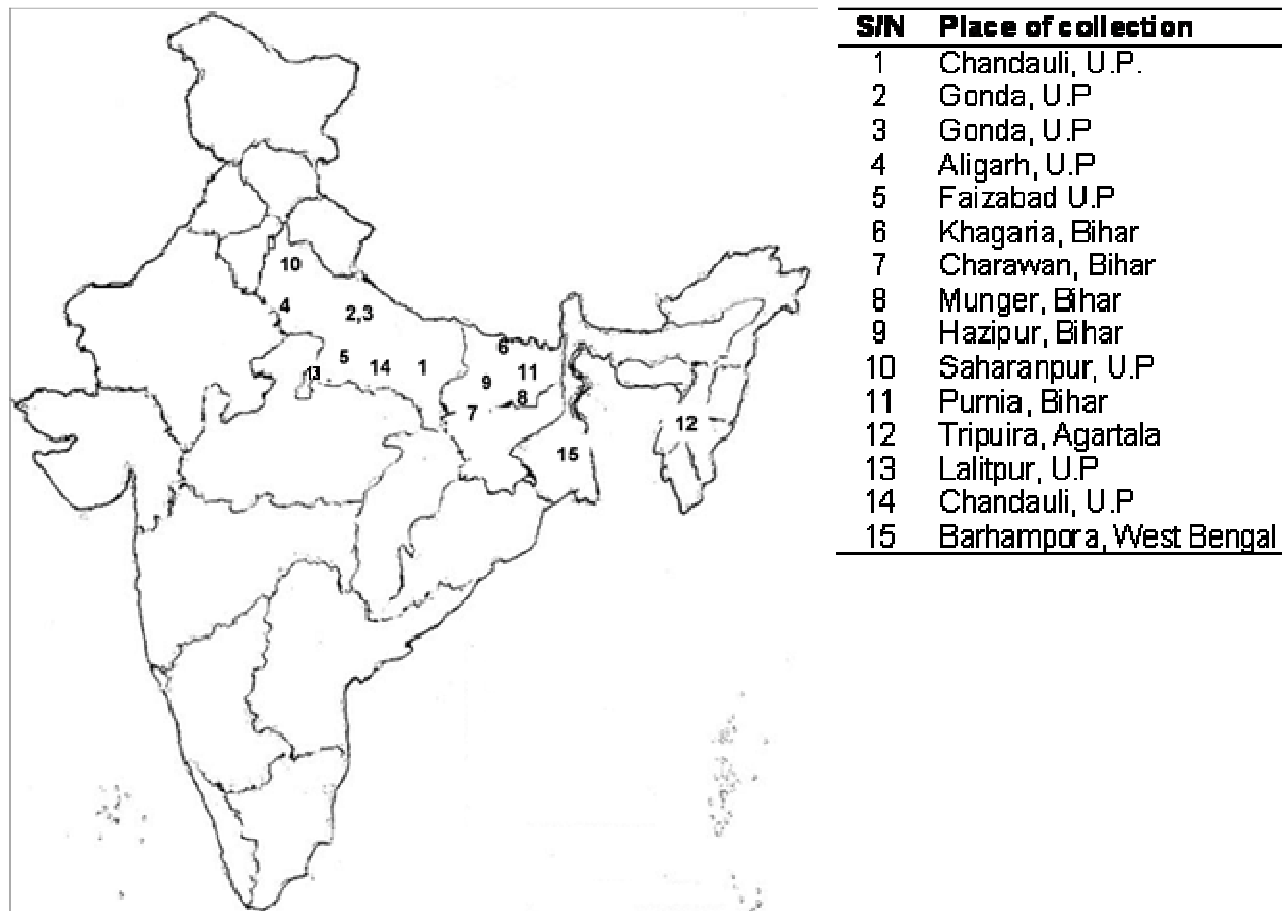 S/N Place of collection
1 Chandauli, U.P.
2 Gonda, U.P
3 Gonda, U.P
4 Aligarh, U.P
5 Faizabad U.P
6 Khagaria, Bihar
7 Charawan, Bihar
8 Munger, Bihar
9 Hazipur, Bihar
10 Saharanpur, U.P
11 Purnia, Bihar
12 Tripuira, Agartala
13 Lalitpur, U.P
14 Chandauli, U.P
15 Barhampora, West Bengal
10
4
2,3
6
5
14
1
11
13
9
8
7
12
15